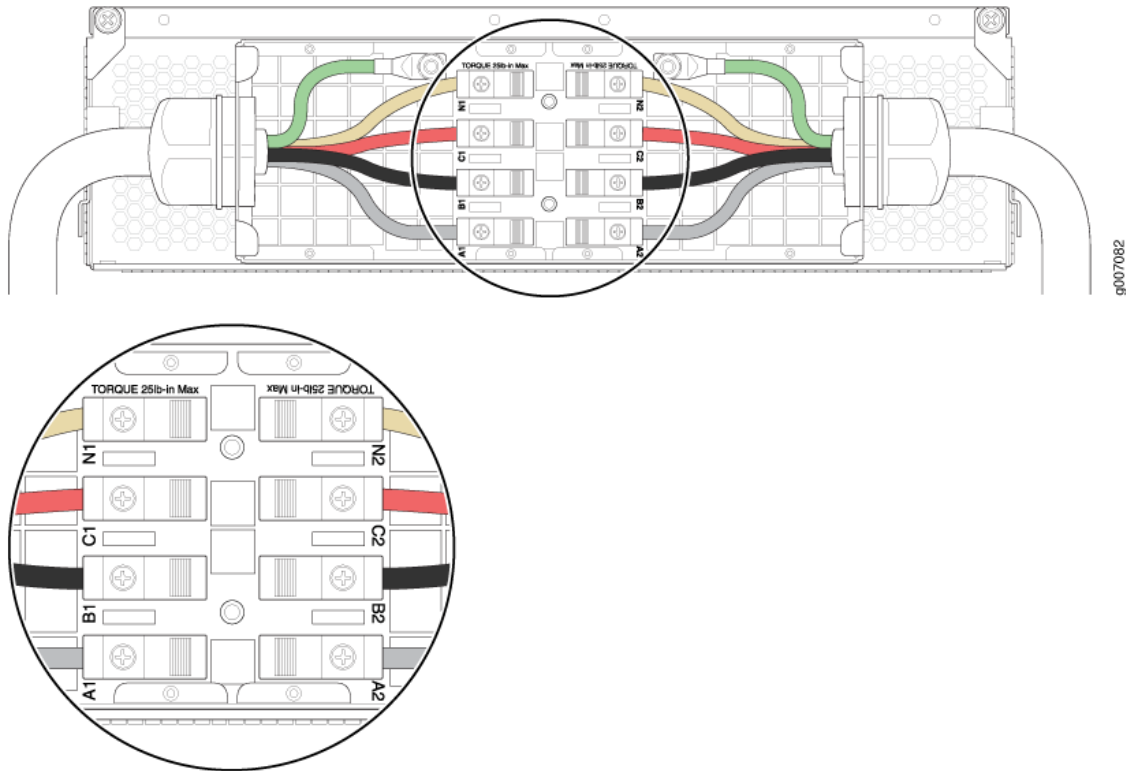 TORQUE 25lb-in Max
TORQUE 25lb-in Max
N1
N2
C1
C2
B1
B2
A1
A2
g007082
TORQUE 25lb-in Max
TORQUE 25lb-in Max
N1
N2
C1
C2
B1
B2
A1
A2